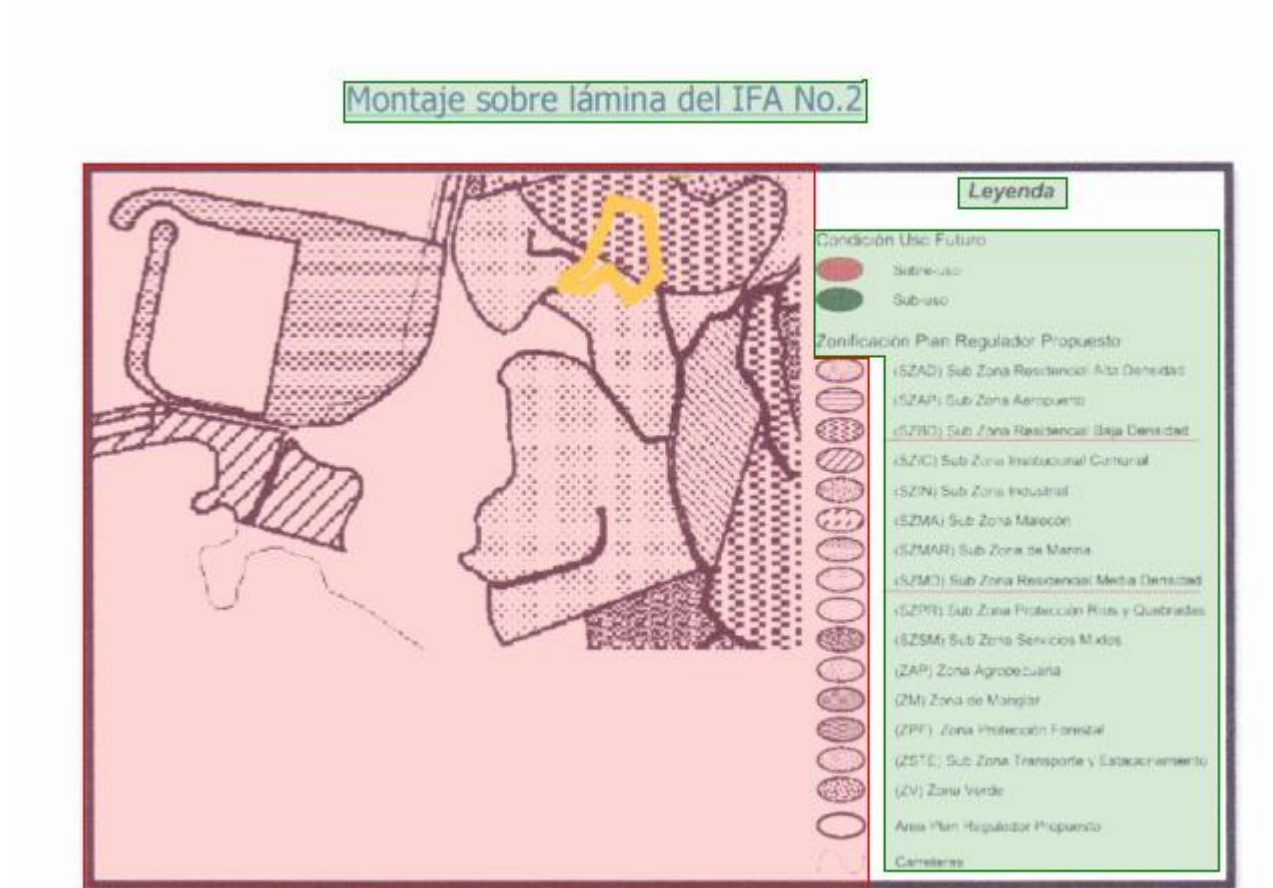 Montaje sobre lámina del IFA No.2
Leyenda
Condición Uso Futuro
Sobre-uso
Sub-uso
Zonificación Plan Regulador Propuesto
(SZAD) Sub Zona Residencial Alta Densidad
(SZAP) Sub Zona Aeropuerto
(SZBD) Sub Zona Residencial Baja Densidad
(SZIC) Sub Zona Institucional Comunal
(SZIN) Sub Zona Industrial
(SZMA) Sub Zona Malecón
(SZMAR) Sub Zona de Marina
(SZMD) Sub Zona Residencial Media Densidad
(SZPR) Sub Zona Protección Ríos y Quebradas
(SZSM) Sub Zona Servicios Mixtos
(ZAP) Zona Agropecuaria
(ZM) Zona de Manglar
(ZPF) Zona Protección Forestal
(ZSTE) Sub Zona Transporte y Estacionamiento
(ZV) Zona Verde
Area Plan Regulador Propuesto
Carreteras